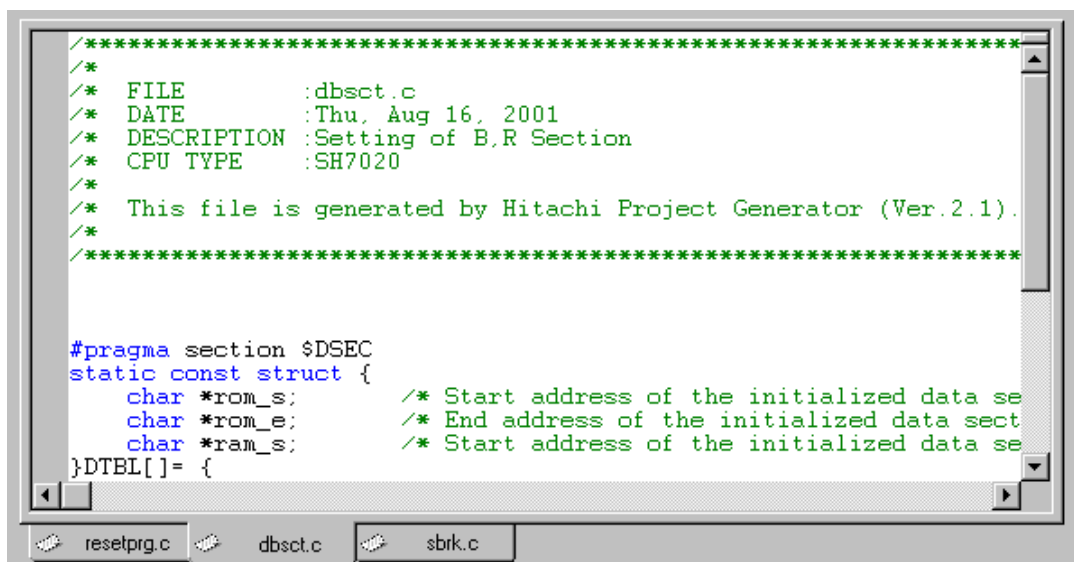 /****************************************************************
/*
/*  FILE        :dbsct.c
/*  DATE        :Thu, Aug 16, 2001
/*  DESCRIPTION :Setting of B,R Section
/*  CPU TYPE    :SH7020
/*
/*  This file is generated by Hitachi Project Generator (Ver.2.1).
/*
/****************************************************************
#pragma section $DSEC
static const struct {
    char *rom_s;       /* Start address of the initialized data se
    char *rom_e;       /* End address of the initialized data sect
    char *ram_s;       /* Start address of the initialized data se
}DTBL[]= {
resetprg.c dbsct.c sbrk.c